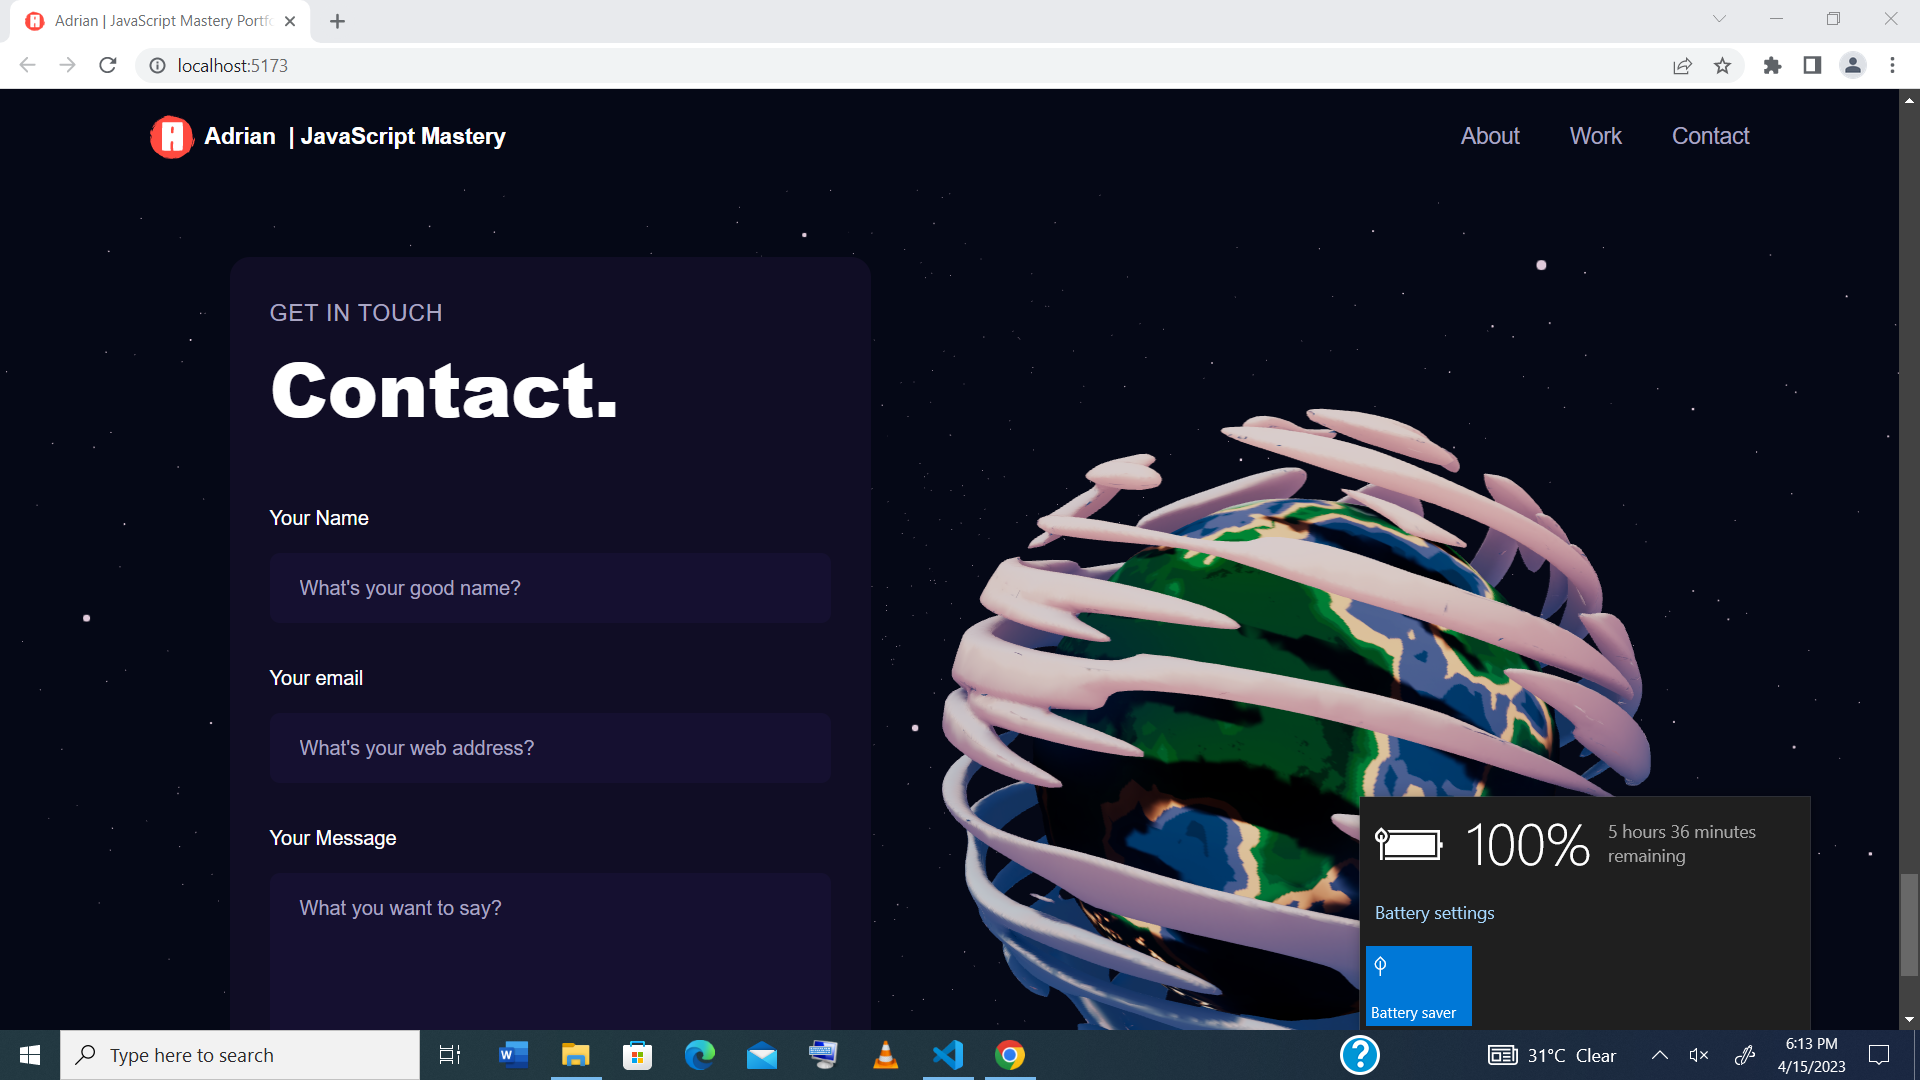 Adrian | JavaScript Mastery Portfo
localhost:5173
Adrian | JavaScript Mastery
About Work Contact
GET IN TOUCH
Contact.
Your Name
What's your good name?
Your email
What's your web address?
Your Message
What you want to say?
100% 5 hours 36 minutes
remaining
Battery settings
Battery saver
Type here to search
31°C Clear
6:13 PM
4/15/2023